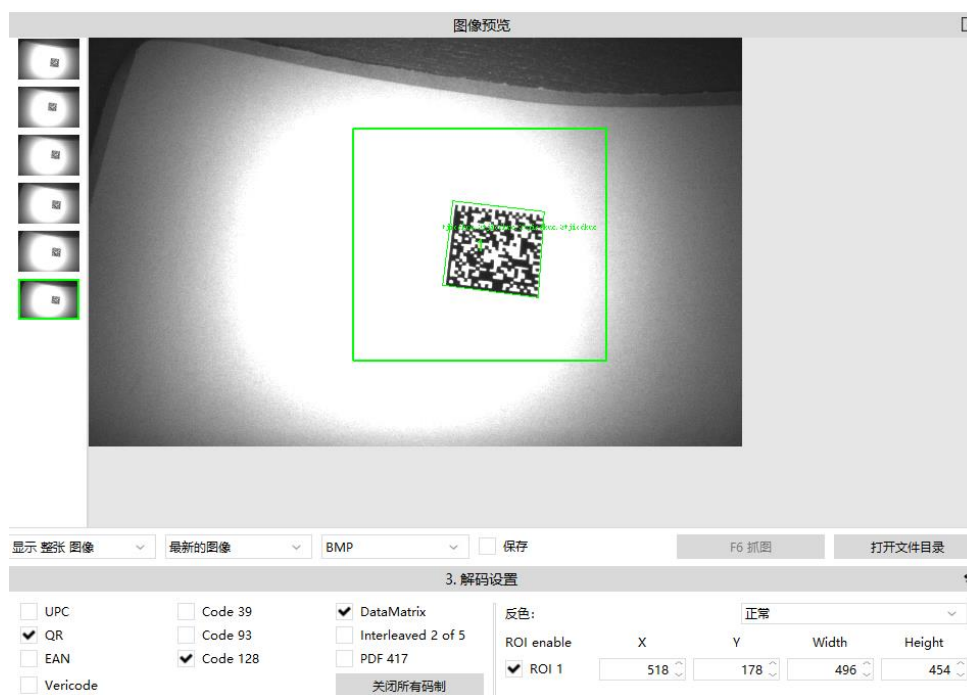 图像预览
显示 整张 图像
最新的图像
BMP
保存
F6 抓图
打开文件目录
3. 解码设置
UPC
Code 39
DataMatrix
反色:
正常
QR
Code 93
Interleaved 2 of 5
ROI enable
X
Y
Width
Height
EAN
Code 128
PDF 417
ROI 1
518
178
496
454
Vericode
关闭所有码制